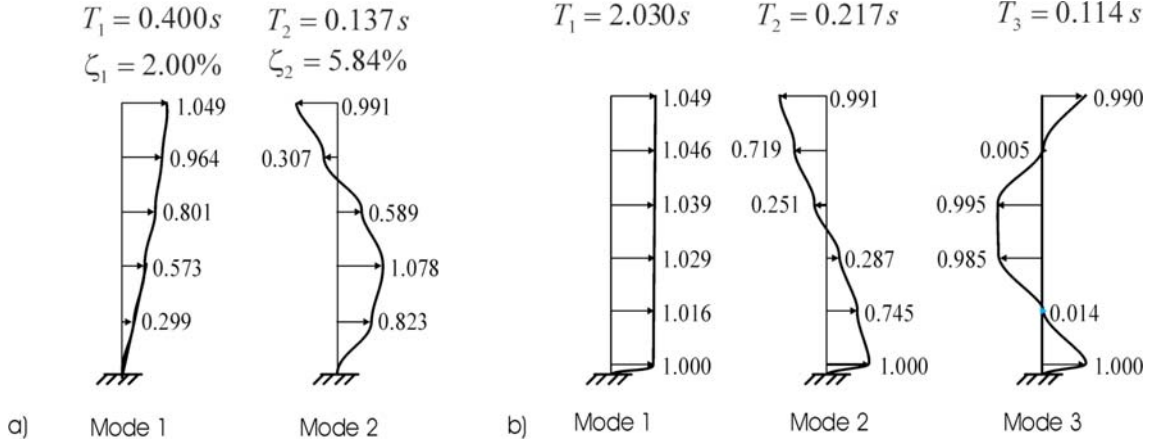 T₁ = 0.400s T₂ = 0.137s T₁ = 2.030s T₂ = 0.217s T₃ = 0.114s
ζ₁ = 2.00% ζ₂ = 5.84%
1.049 0.991 1.049 0.991 0.990
0.964 0.307 1.046 0.719 0.005
0.801 0.589 1.039 0.251 0.995
0.573 1.078 1.029 0.287 0.985
0.299 0.823 1.016 0.745 0.014
1.000 1.000 1.000
a) Mode 1 Mode 2 b) Mode 1 Mode 2 Mode 3